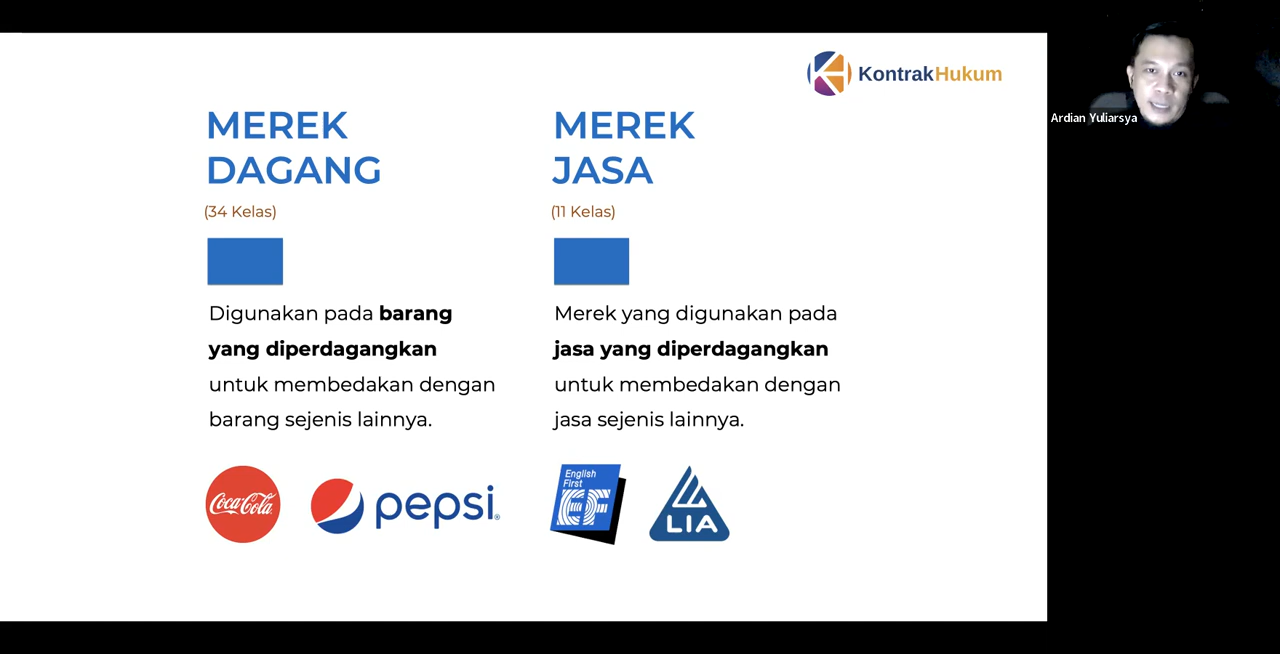 KontrakHukum
MEREK
DAGANG
(34 Kelas)
Digunakan pada barang
yang diperdagangkan
untuk membedakan dengan
barang sejenis lainnya.
Coca-Cola
pepsi
MEREK
JASA
(11 Kelas)
Merek yang digunakan pada
jasa yang diperdagangkan
untuk membedakan dengan
jasa sejenis lainnya.
English
First
EF
LIA
Ardian Yuliarsya